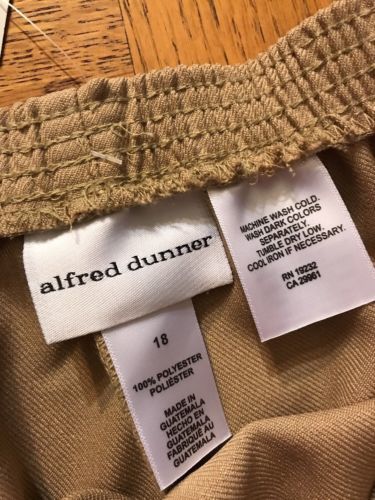 alfred dunner
18
100% POLYESTER
POLIÉSTER
MADE IN
GUATEMALA
HECHO EN
GUATEMALA
FABRIQUÉ AU
GUATEMALA
MACHINE WASH COLD.
WASH DARK COLORS
SEPARATELY.
TUMBLE DRY LOW.
COOL IRON IF NECESSARY.
RN 19232
CA 29961